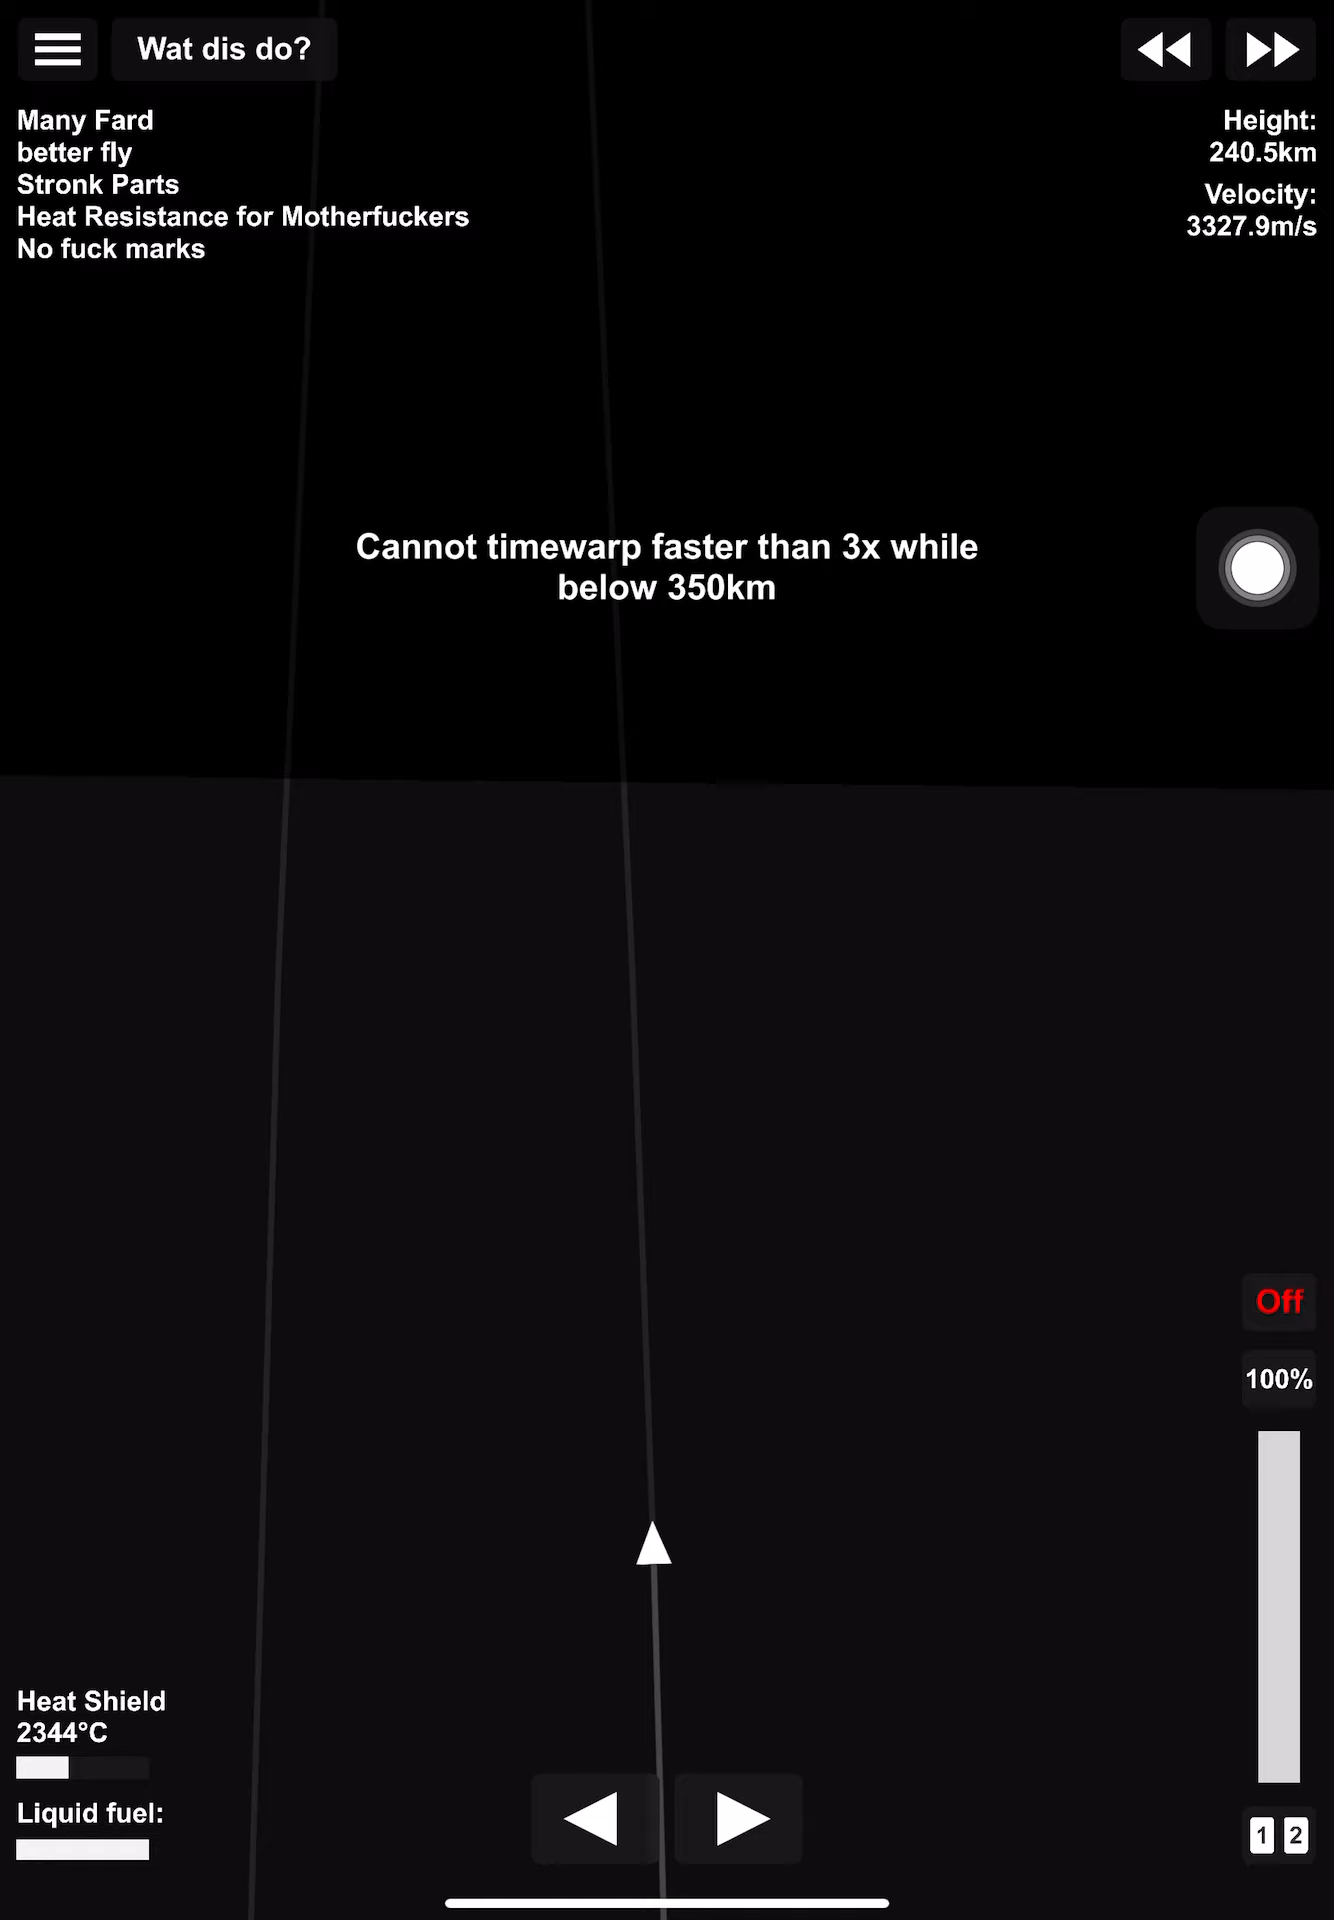 Wat dis do?
Many Fard
better fly
Stronk Parts
Heat Resistance for Motherfuckers
No fuck marks
Height:
240.5km
Velocity:
3327.9m/s
Cannot timewarp faster than 3x while
below 350km
Off
100%
Heat Shield
2344°C
Liquid fuel:
1 2